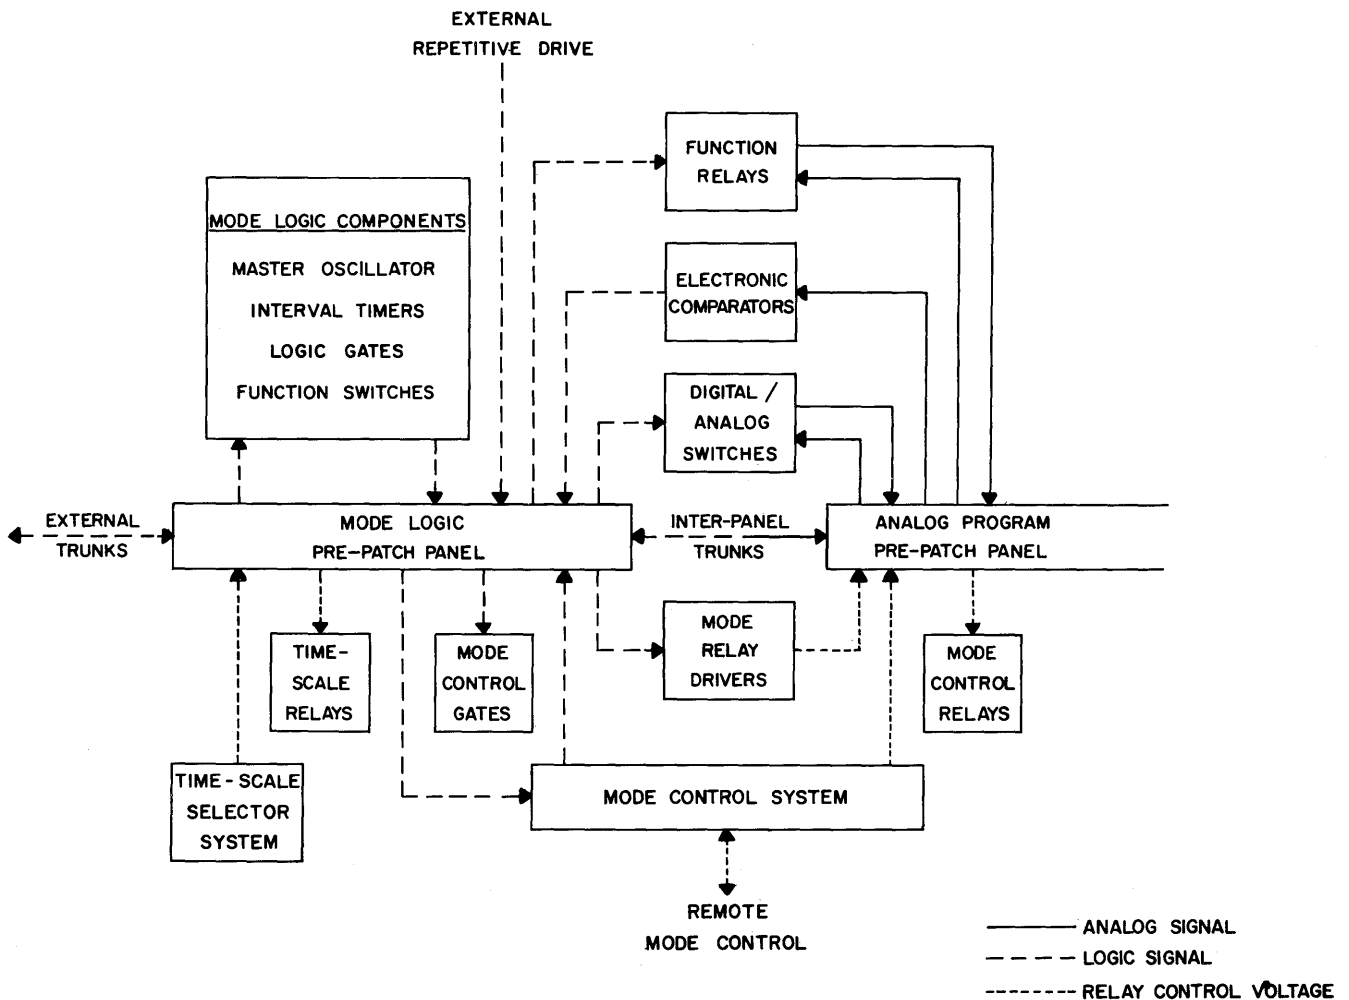 EXTERNAL
REPETITIVE DRIVE
FUNCTION
RELAYS
MODE LOGIC COMPONENTS
MASTER OSCILLATOR
INTERVAL TIMERS
LOGIC GATES
FUNCTION SWITCHES
ELECTRONIC
COMPARATORS
DIGITAL /
ANALOG
SWITCHES
EXTERNAL
TRUNKS
MODE LOGIC
PRE-PATCH PANEL
INTER-PANEL
TRUNKS
ANALOG PROGRAM
PRE-PATCH PANEL
TIME-
SCALE
RELAYS
MODE
CONTROL
GATES
MODE
RELAY
DRIVERS
MODE
CONTROL
RELAYS
TIME-SCALE
SELECTOR
SYSTEM
MODE CONTROL SYSTEM
REMOTE
MODE CONTROL
ANALOG SIGNAL
LOGIC SIGNAL
RELAY CONTROL VOLTAGE